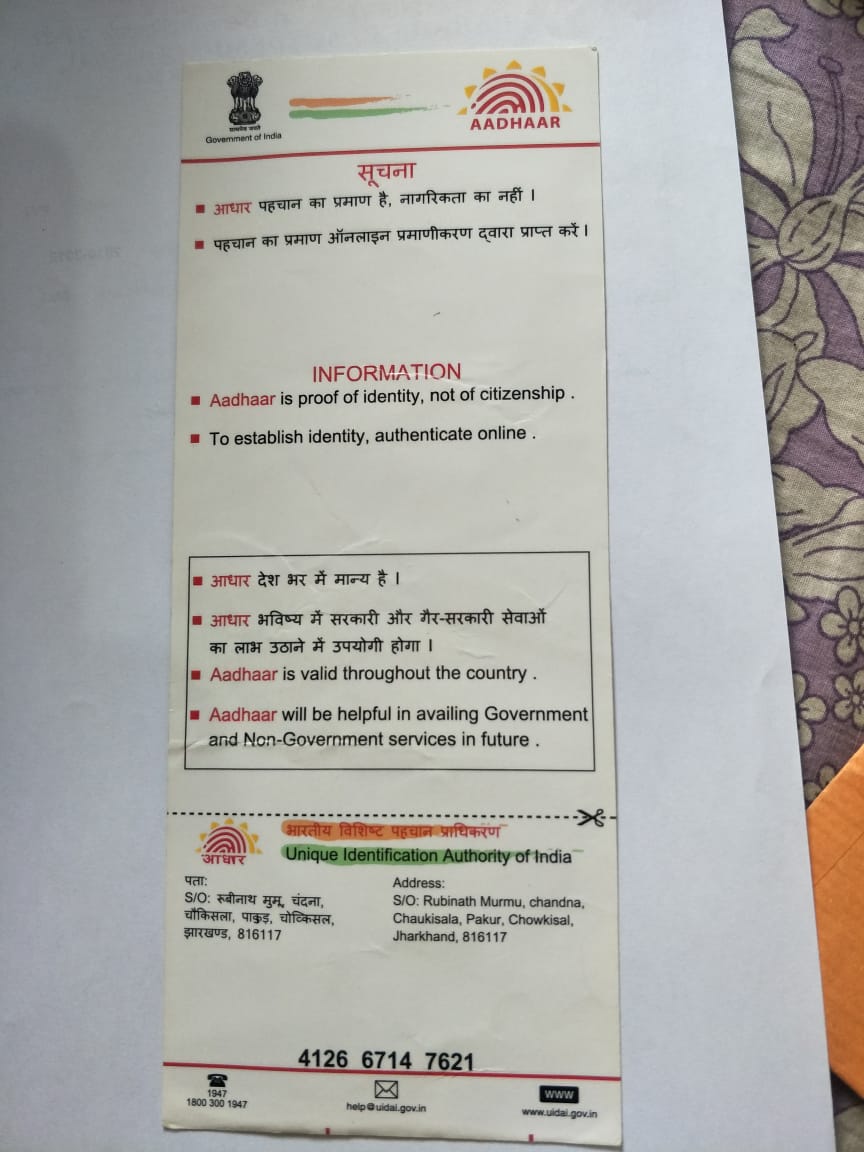 सत्यमेव जयते
Government of India
AADHAAR
सूचना
आधार पहचान का प्रमाण है, नागरिकता का नहीं ।
पहचान का प्रमाण ऑनलाइन प्रमाणीकरण द्वारा प्राप्त करें ।
INFORMATION
Aadhaar is proof of identity, not of citizenship .
To establish identity, authenticate online .
आधार देश भर में मान्य है ।
आधार भविष्य में सरकारी और गैर-सरकारी सेवाओं
का लाभ उठाने में उपयोगी होगा ।
Aadhaar is valid throughout the country .
Aadhaar will be helpful in availing Government
and Non-Government services in future .
आधार
भारतीय विशिष्ट पहचान प्राधिकरण
Unique Identification Authority of India
पता:
S/O: रूबीनाथ मुमू, चंदना,
चौकिसला, पाकुड़, चोव्किसल,
झारखण्ड, 816117
Address:
S/O: Rubinath Murmu, chandna,
Chaukisala, Pakur, Chowkisal,
Jharkhand, 816117
4126 6714 7621
1947
1800 300 1947
help@uidai.gov.in
www
www.uidai.gov.in